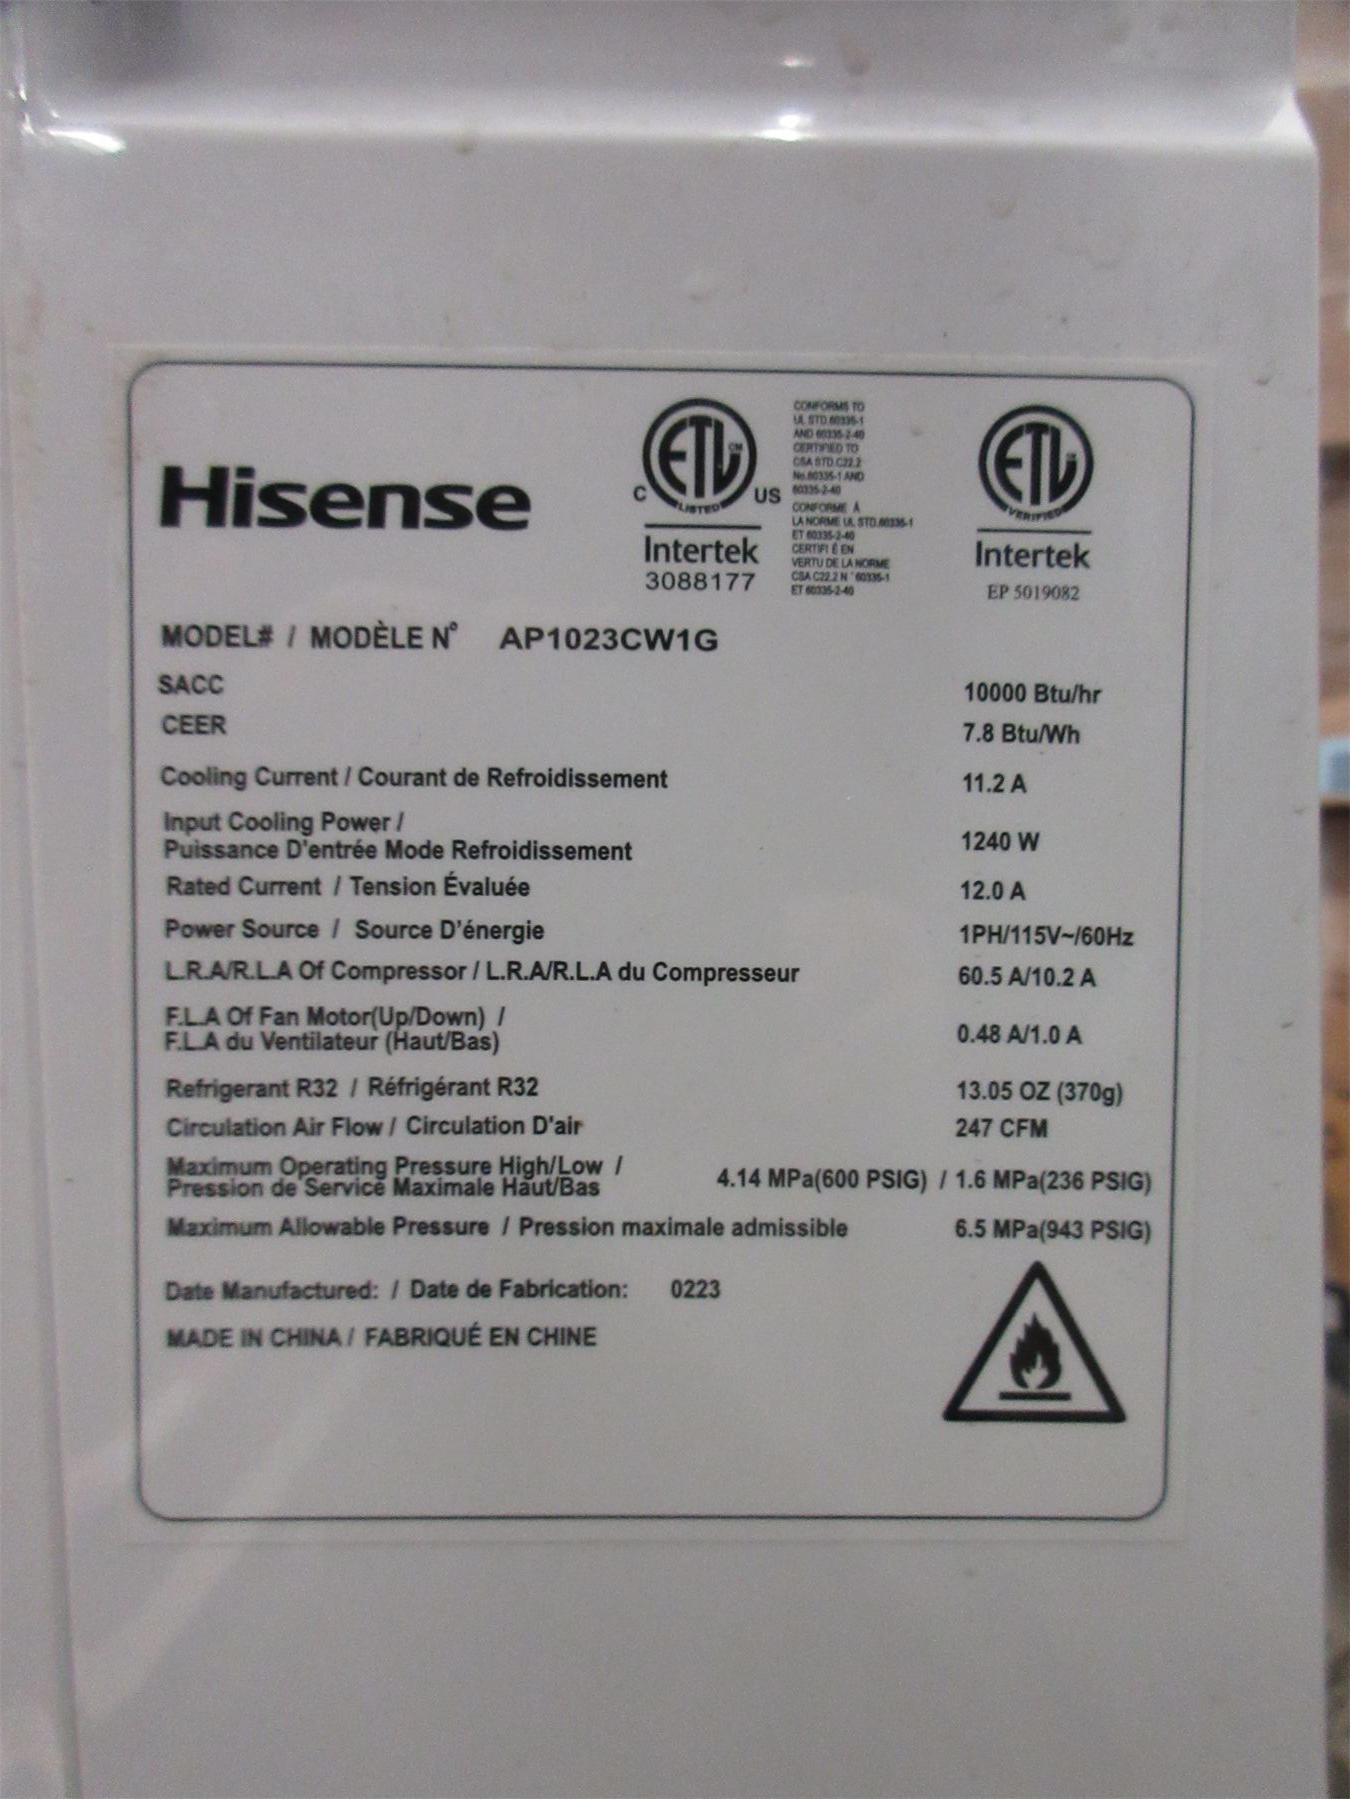 Hisense
ETL CM
LISTED
C US
Intertek
3088177
CONFORMS TO
UL STD.60335-1
AND 60335-2-40
CERTIFIED TO
CSA STD.C22.2
No.60335-1 AND
60335-2-40
CONFORME À
LA NORME UL STD.60335-1
ET 60335-2-40
CERTIFI É EN
VERTU DE LA NORME
CSA C22.2 N ° 60335-1
ET 60335-2-40
ETL
VERIFIED
Intertek
EP 5019082
MODEL# / MODÈLE N° AP1023CW1G
SACC 10000 Btu/hr
CEER 7.8 Btu/Wh
Cooling Current / Courant de Refroidissement 11.2 A
Input Cooling Power /
Puissance D'entrée Mode Refroidissement 1240 W
Rated Current / Tension Évaluée 12.0 A
Power Source / Source D'énergie 1PH/115V~/60Hz
L.R.A/R.L.A Of Compressor / L.R.A/R.L.A du Compresseur 60.5 A/10.2 A
F.L.A Of Fan Motor(Up/Down) /
F.L.A du Ventilateur (Haut/Bas) 0.48 A/1.0 A
Refrigerant R32 / Réfrigérant R32 13.05 OZ (370g)
Circulation Air Flow / Circulation D'air 247 CFM
Maximum Operating Pressure High/Low /
Pression de Service Maximale Haut/Bas 4.14 MPa(600 PSIG) / 1.6 MPa(236 PSIG)
Maximum Allowable Pressure / Pression maximale admissible 6.5 MPa(943 PSIG)
Date Manufactured: / Date de Fabrication: 0223
MADE IN CHINA / FABRIQUÉ EN CHINE